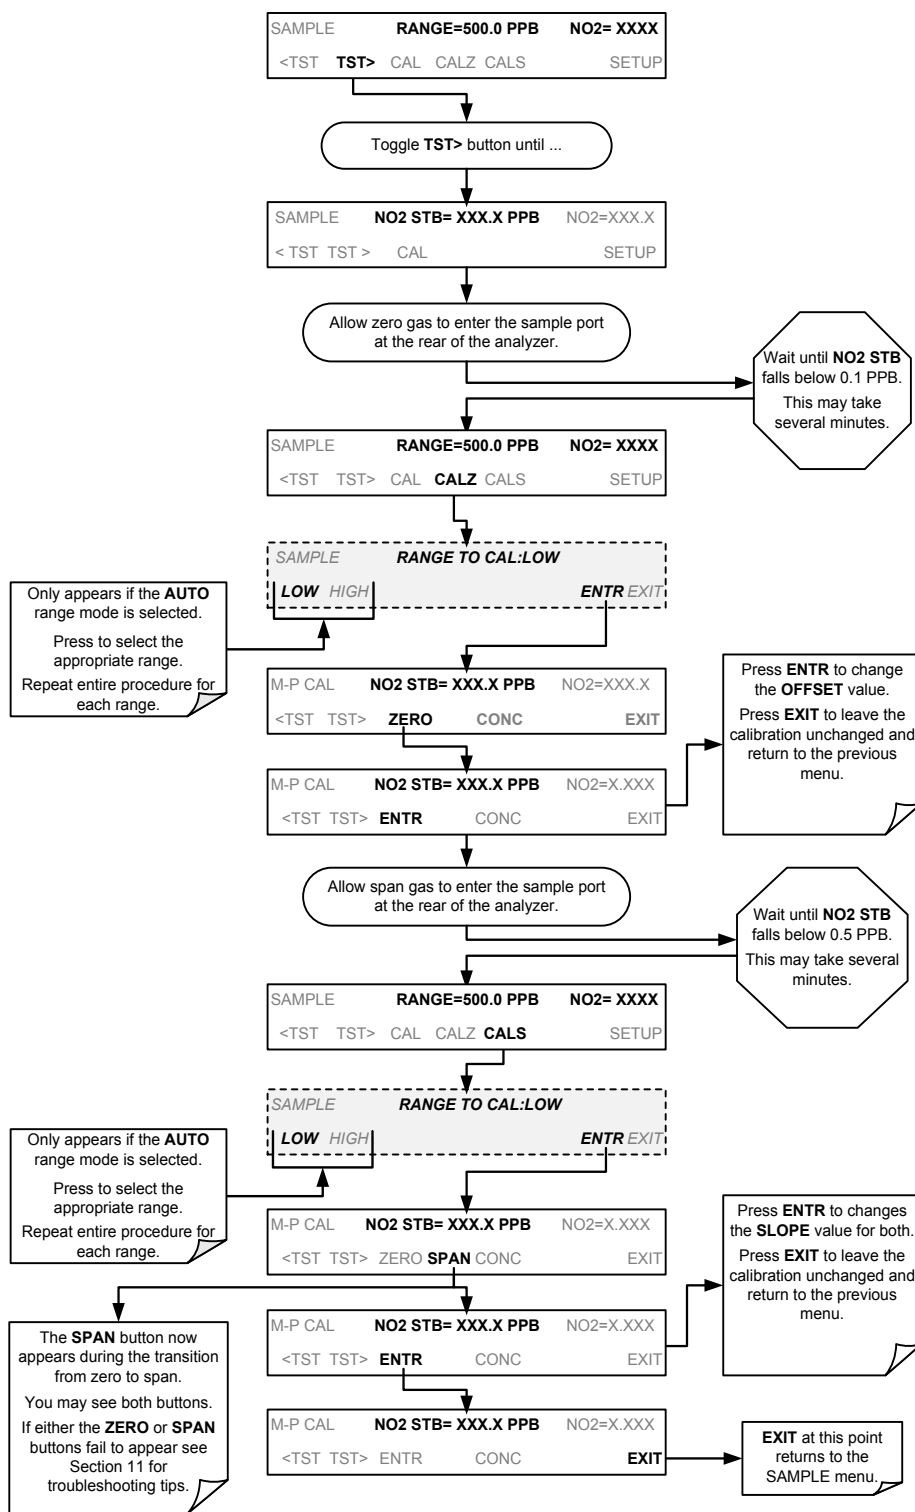 SAMPLE RANGE=500.0 PPB NO2= XXXX
<TST TST> CAL CALZ CALS SETUP
Toggle TST> button until ...
SAMPLE NO2 STB= XXX.X PPB NO2=XXX.X
< TST TST > CAL SETUP
Allow zero gas to enter the sample port
at the rear of the analyzer.
Wait until NO2 STB
falls below 0.1 PPB.
This may take
several minutes.
SAMPLE RANGE=500.0 PPB NO2= XXXX
<TST TST> CAL CALZ CALS SETUP
SAMPLE RANGE TO CAL:LOW
LOW HIGH ENTR EXIT
Only appears if the AUTO
range mode is selected.
Press to select the
appropriate range.
Repeat entire procedure for
each range.
M-P CAL NO2 STB= XXX.X PPB NO2=XXX.X
<TST TST> ZERO CONC EXIT
Press ENTR to change
the OFFSET value.
Press EXIT to leave the
calibration unchanged and
return to the previous
menu.
M-P CAL NO2 STB= XXX.X PPB NO2=X.XXX
<TST TST> ENTR CONC EXIT
Allow span gas to enter the sample port
at the rear of the analyzer.
Wait until NO2 STB
falls below 0.5 PPB.
This may take several
minutes.
SAMPLE RANGE=500.0 PPB NO2= XXXX
<TST TST> CAL CALZ CALS SETUP
SAMPLE RANGE TO CAL:LOW
LOW HIGH ENTR EXIT
Only appears if the AUTO
range mode is selected.
Press to select the
appropriate range.
Repeat entire procedure for
each range.
M-P CAL NO2 STB= XXX.X PPB NO2=X.XXX
<TST TST> ZERO SPAN CONC EXIT
Press ENTR to changes
the SLOPE value for both.
Press EXIT to leave the
calibration unchanged and
return to the previous
menu.
The SPAN button now
appears during the transition
from zero to span.
You may see both buttons.
If either the ZERO or SPAN
buttons fail to appear see
Section 11 for
troubleshooting tips.
M-P CAL NO2 STB= XXX.X PPB NO2=X.XXX
<TST TST> ENTR CONC EXIT
M-P CAL NO2 STB= XXX.X PPB NO2=X.XXX
<TST TST> ENTR CONC EXIT
EXIT at this point
returns to the
SAMPLE menu.